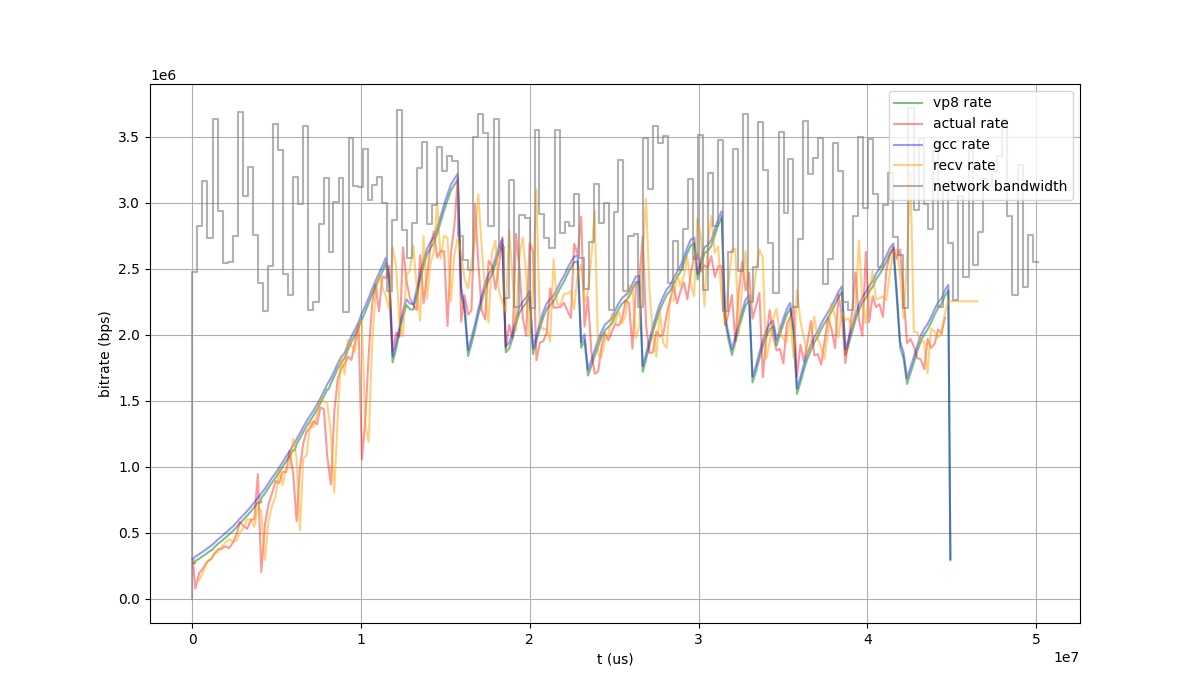 1e6
bitrate (bps)
3.5
3.0
2.5
2.0
1.5
1.0
0.5
0.0
vp8 rate
actual rate
gcc rate
recv rate
network bandwidth
0 1 2 3 4 5
t (us)
1e7